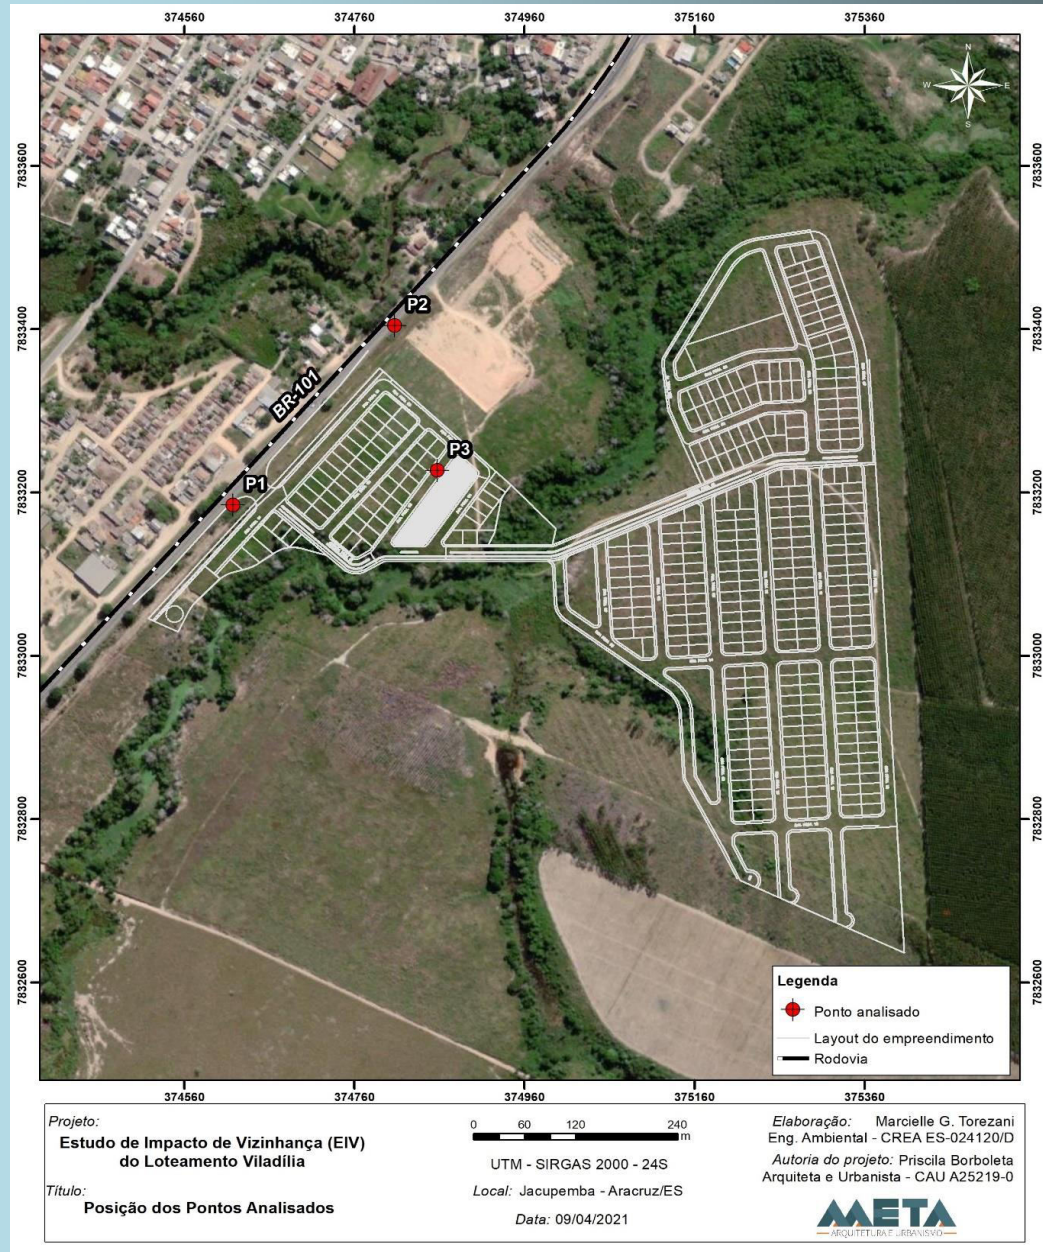 374560 374760 374960 375160 375360
N
W E
S
7833600 7833600
P2
7833400 7833400
BR-101
P3
P1
7833200 7833200
7833000 7833000
7832800 7832800
7832600 7832600
Legenda
Ponto analisado
Layout do empreendimento
Rodovia
374560 374760 374960 375160 375360
Projeto:
Estudo de Impacto de Vizinhança (EIV)
do Loteamento Viladília
Título:
Posição dos Pontos Analisados
0 60 120 240
m
UTM - SIRGAS 2000 - 24S
Local: Jacupemba - Aracruz/ES
Data: 09/04/2021
Elaboração: Marcielle G. Torezani
Eng. Ambiental - CREA ES-024120/D
Autoria do projeto: Priscila Borboleta
Arquiteta e Urbanista - CAU A25219-0
META
ARQUITETURA E URBANISMO